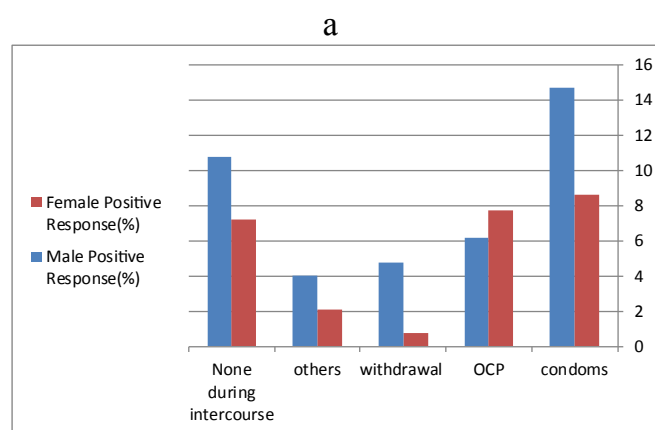 a
16
14
12
10
8
6
4
2
0
Female Positive
Response(%)
Male Positive
Response(%)
None
during
intercourse
others
withdrawal
OCP
condoms